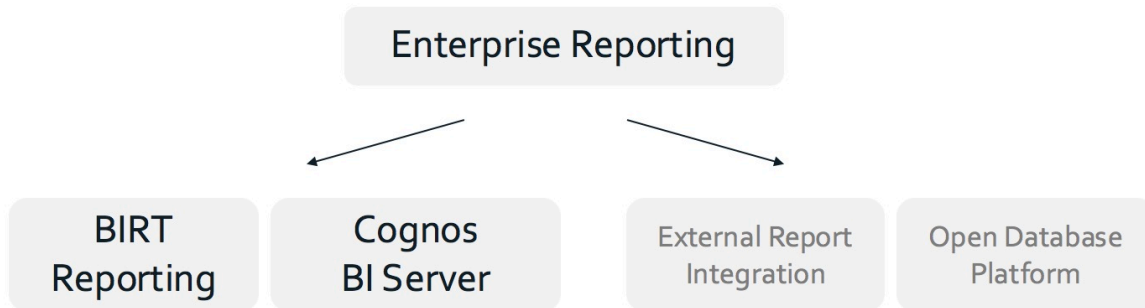 Enterprise Reporting
BIRT
Reporting
Cognos
BI Server
External Report
Integration
Open Database
Platform